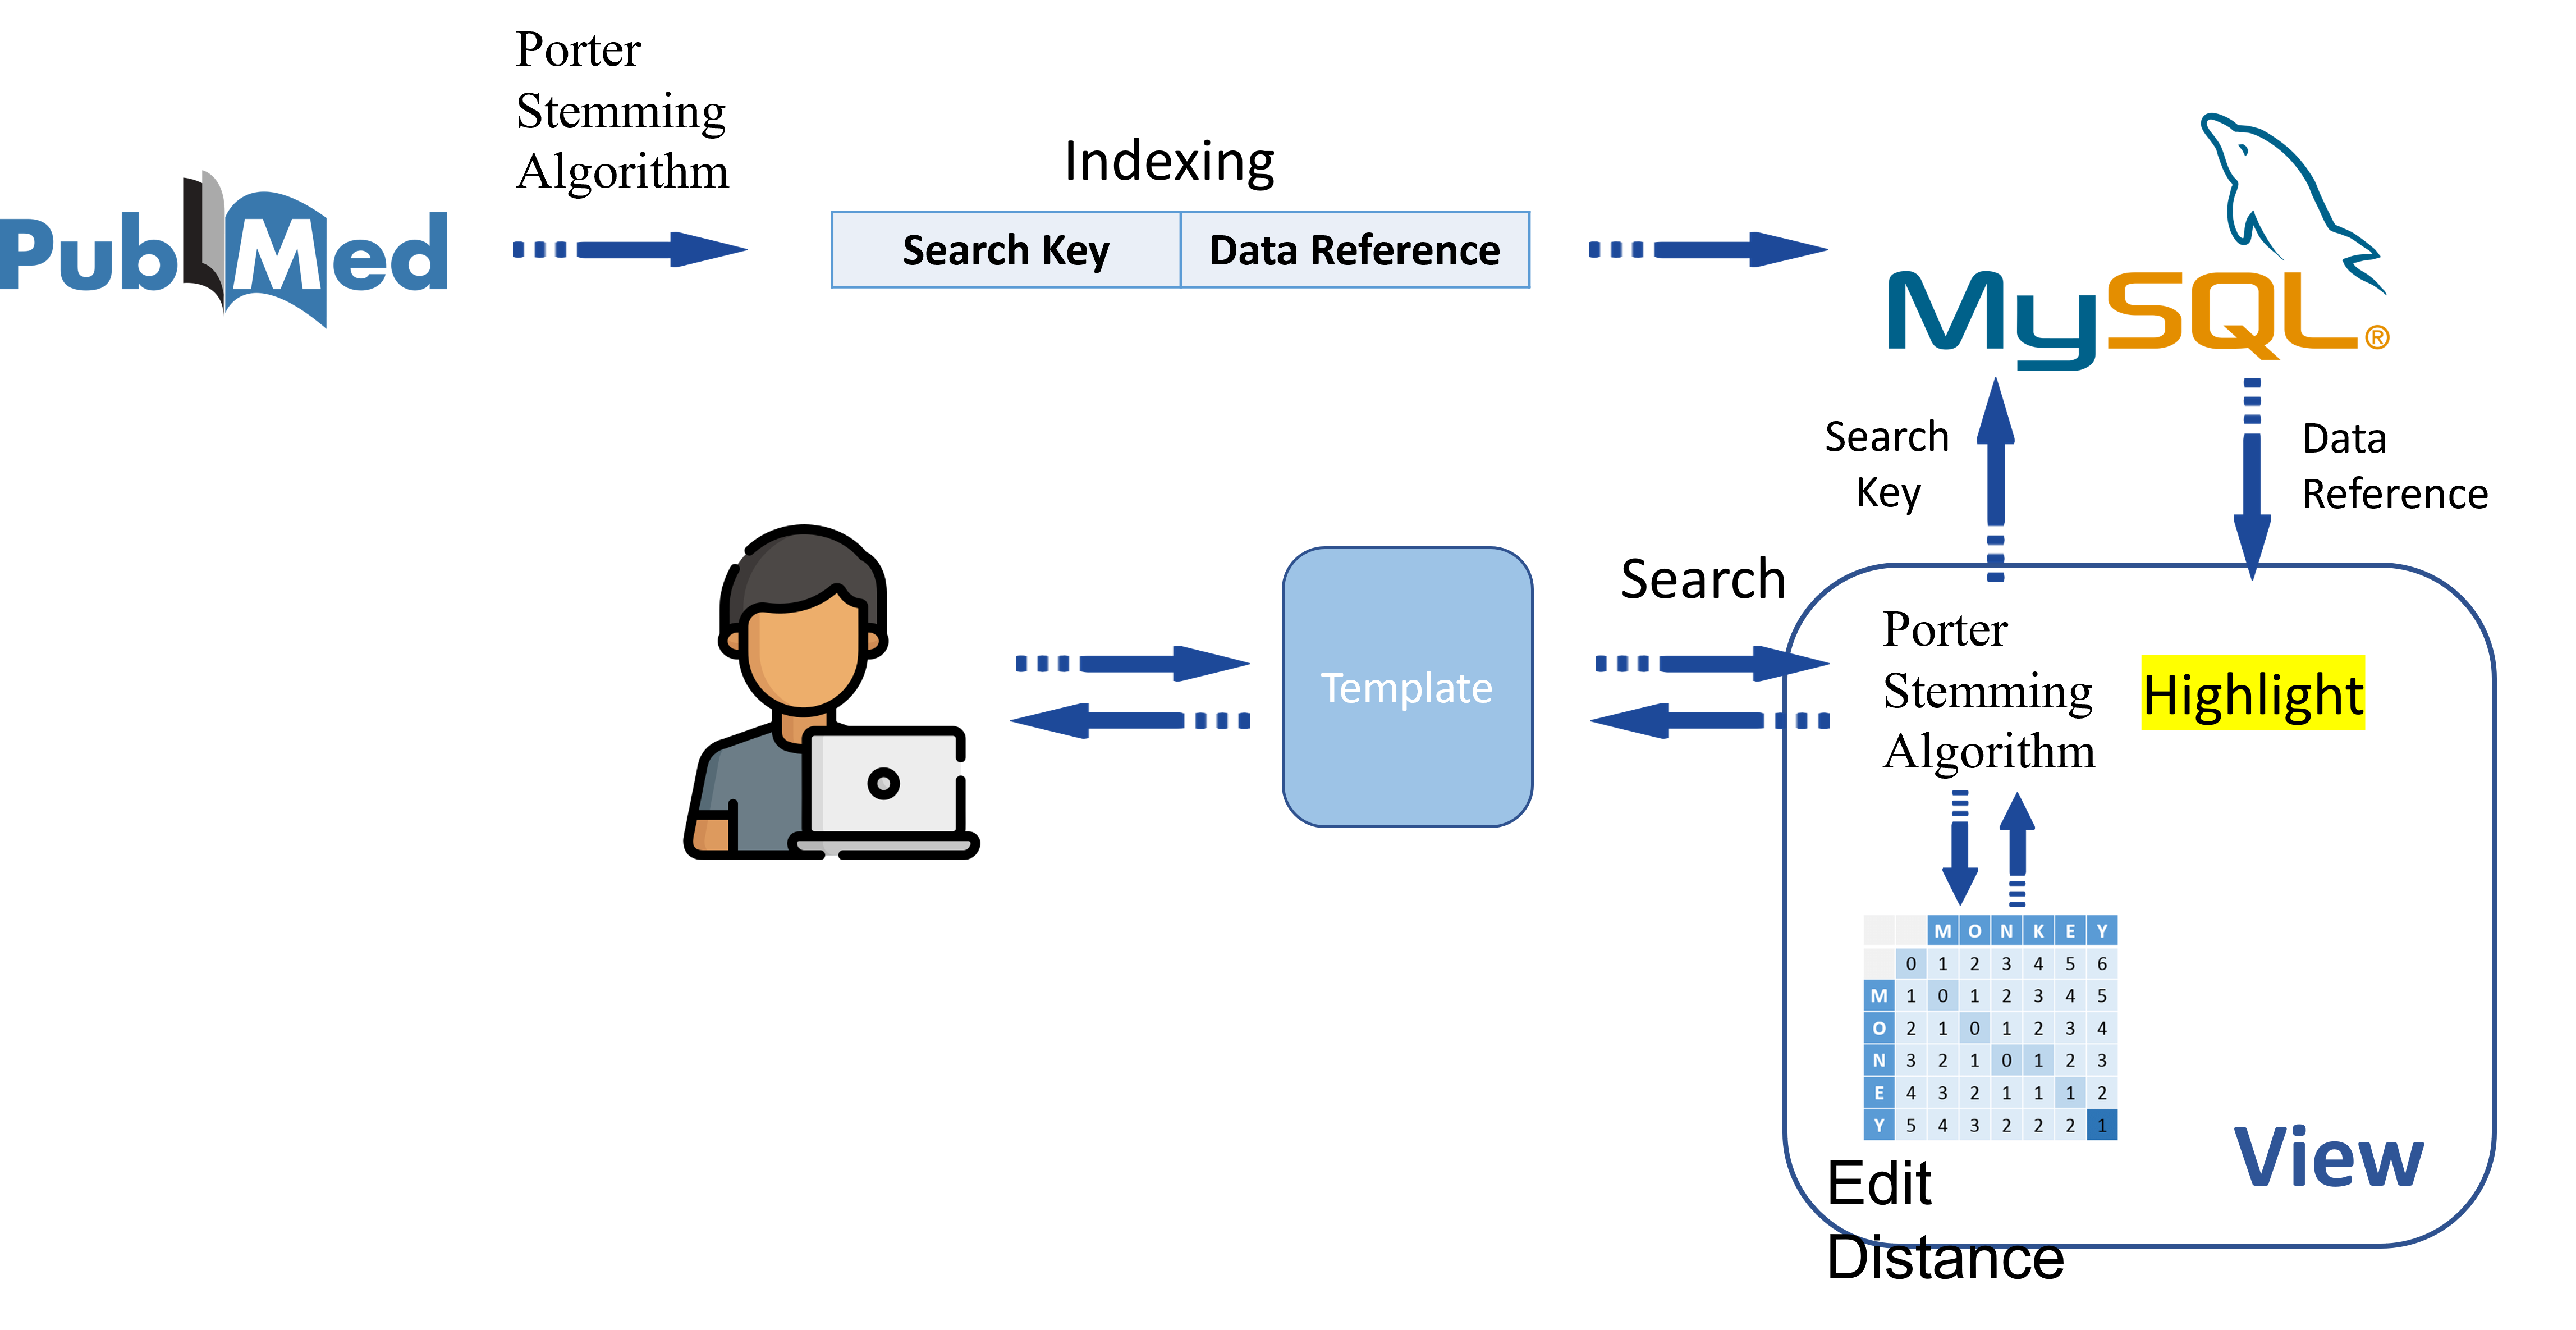 Porter
Stemming
Algorithm
PubMed
Indexing
Search Key Data Reference
MySQL®
Search
Key
Data
Reference
Search
Template
Porter
Stemming
Algorithm
Highlight
M O N K E Y
0 1 2 3 4 5 6
M 1 0 1 2 3 4 5
O 2 1 0 1 2 3 4
N 3 2 1 0 1 2 3
E 4 3 2 1 1 1 2
Y 5 4 3 2 2 2 1
View
Edit
Distance